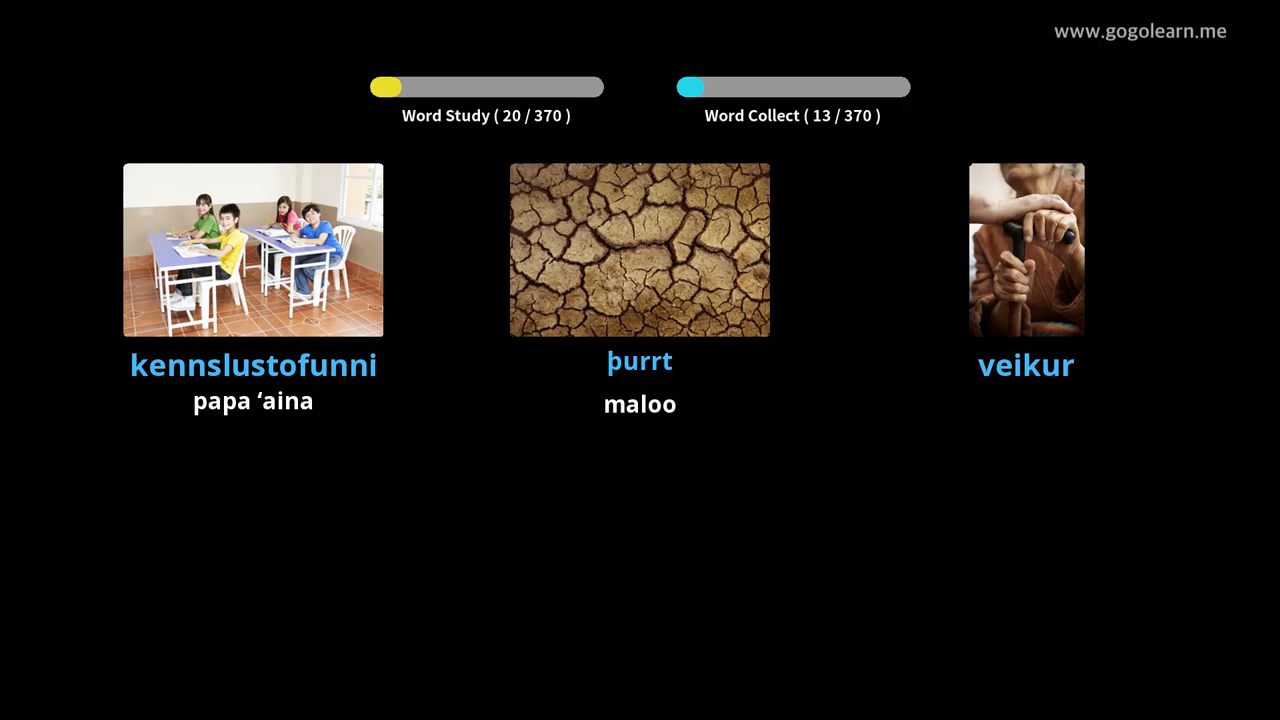 www.gogolearn.me
Word Study ( 20 / 370 )
Word Collect ( 13 / 370 )
kennslustofunni
papa ʻaina
þurrt
maloo
veikur